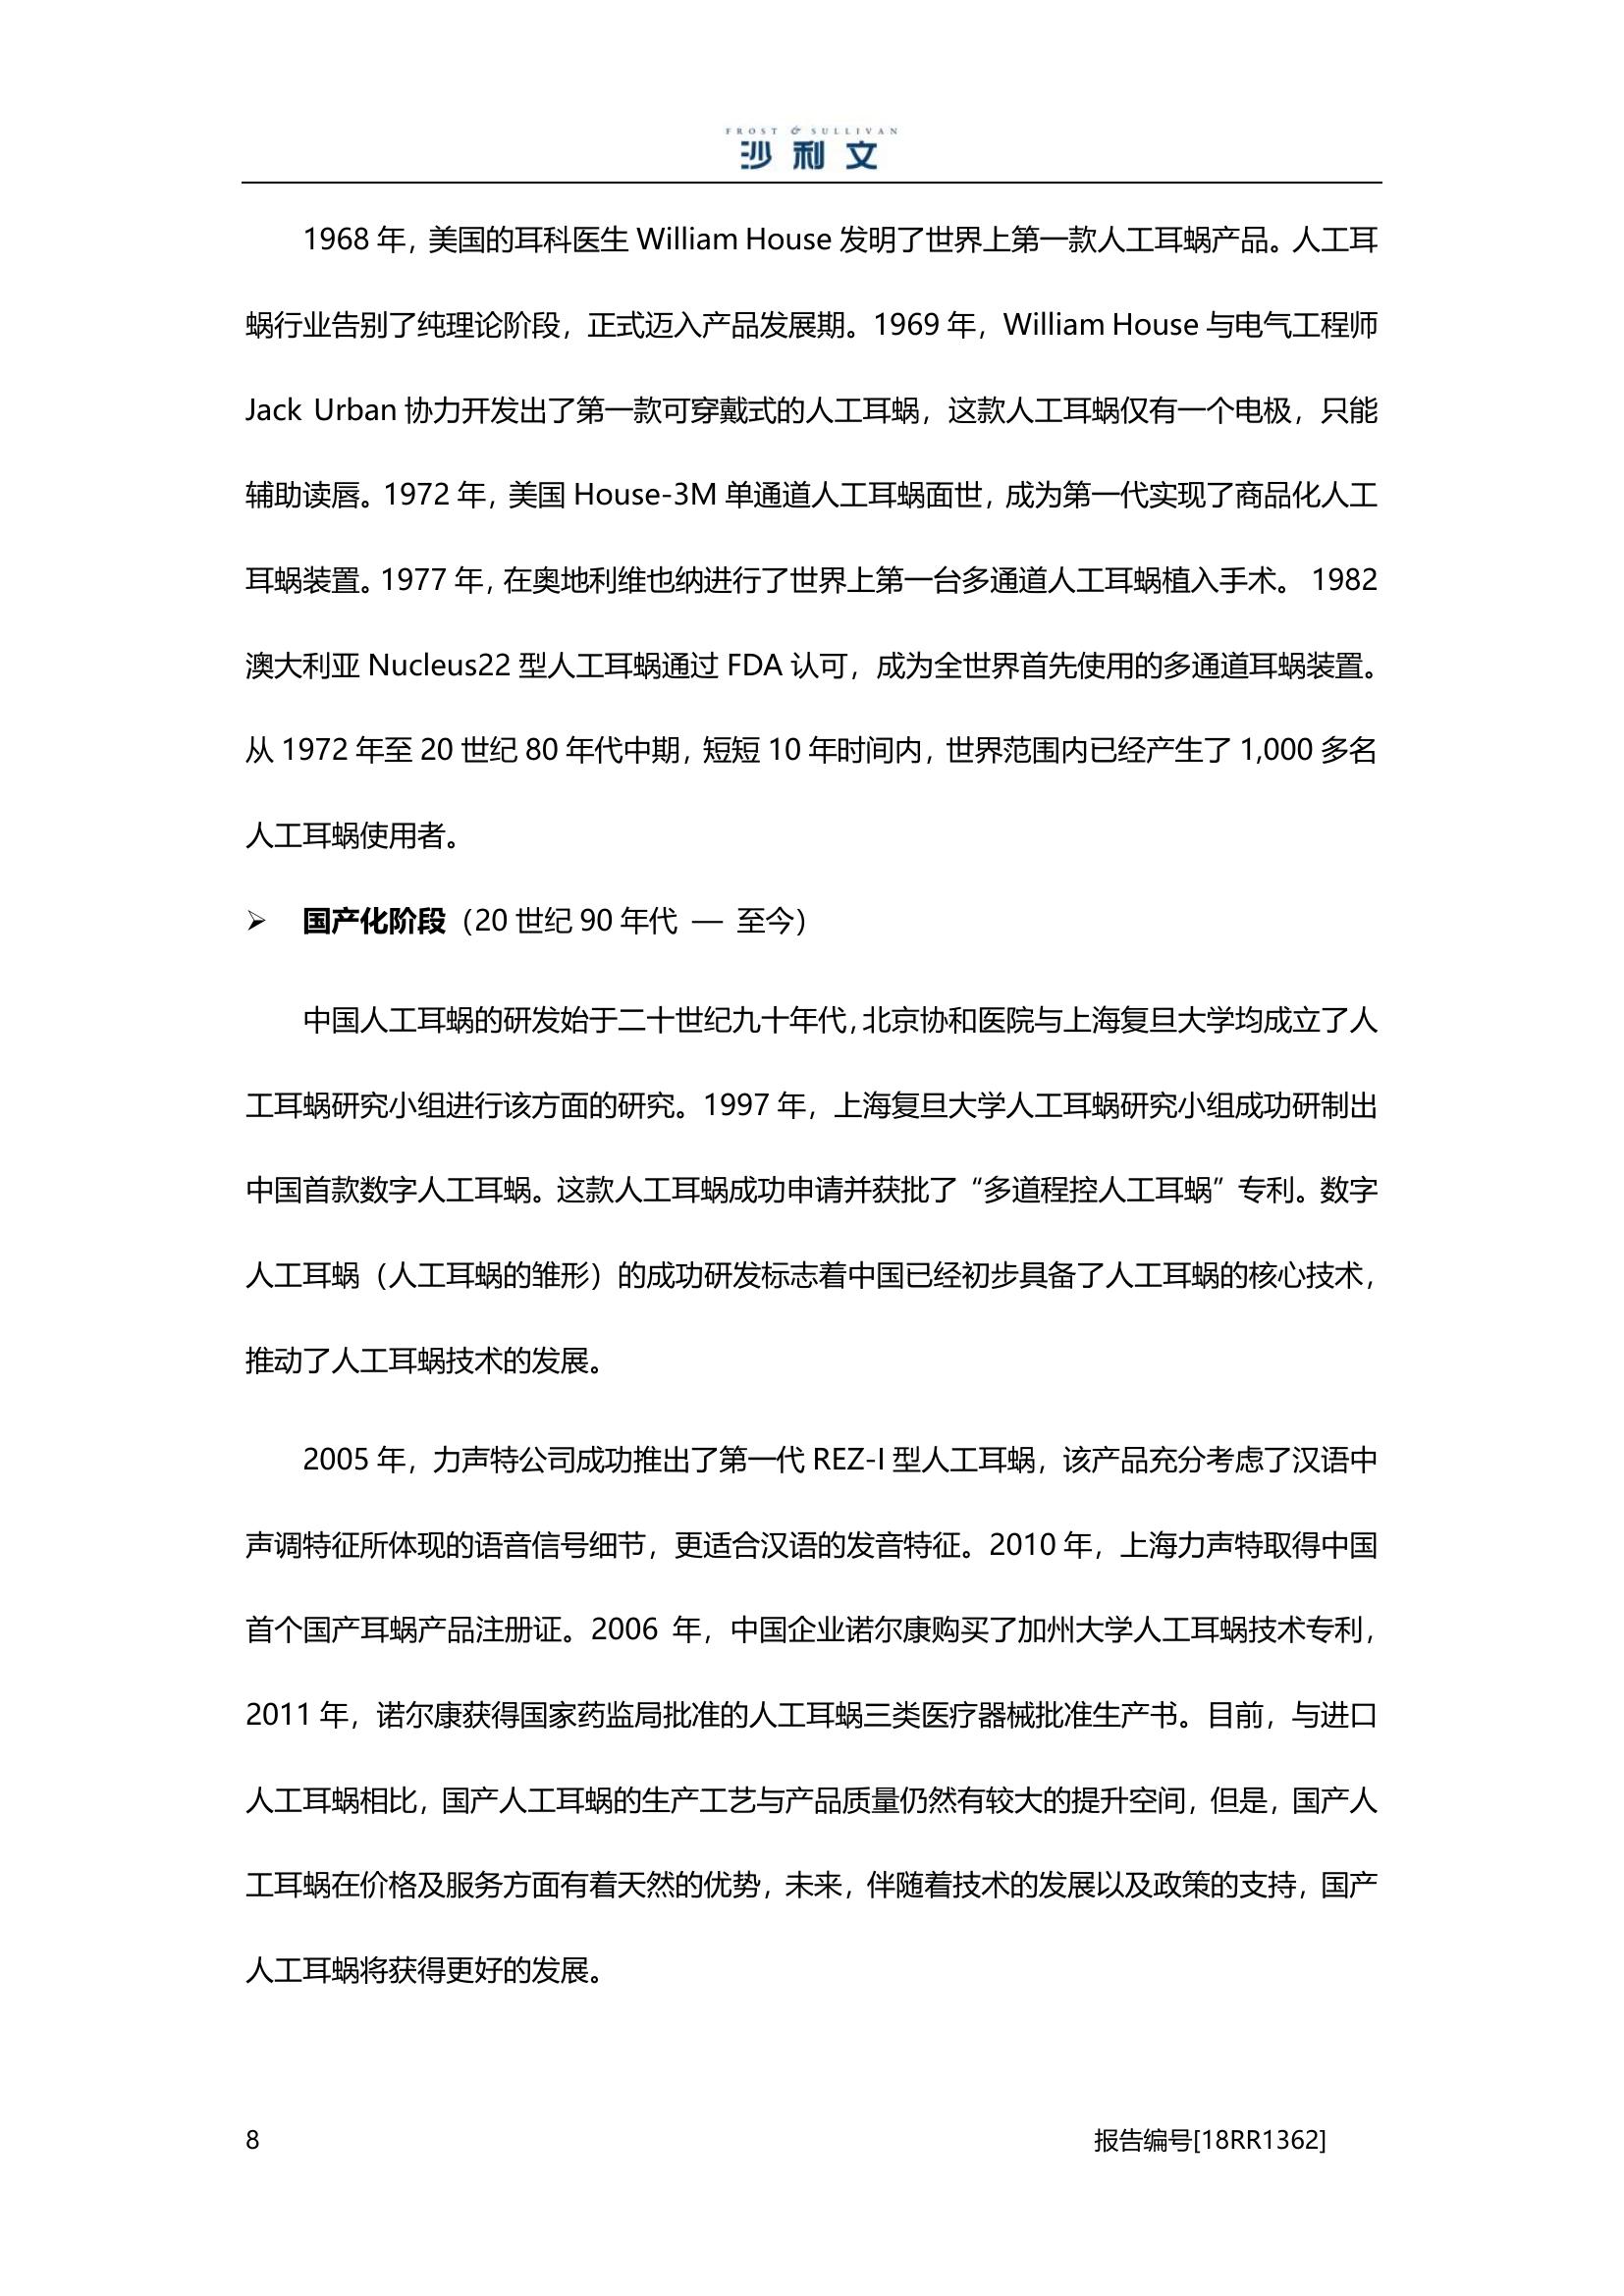 FROST & SULLIVAN
沙利文
1968 年，美国的耳科医生 William House 发明了世界上第一款人工耳蜗产品。人工耳
蜗行业告别了纯理论阶段，正式迈入产品发展期。1969 年，William House 与电气工程师
Jack Urban 协力开发出了第一款可穿戴式的人工耳蜗，这款人工耳蜗仅有一个电极，只能
辅助读唇。1972 年，美国 House-3M 单通道人工耳蜗面世，成为第一代实现了商品化人工
耳蜗装置。1977 年，在奥地利维也纳进行了世界上第一台多通道人工耳蜗植入手术。 1982
澳大利亚 Nucleus22 型人工耳蜗通过 FDA 认可，成为全世界首先使用的多通道耳蜗装置。
从 1972 年至 20 世纪 80 年代中期，短短 10 年时间内，世界范围内已经产生了 1,000 多名
人工耳蜗使用者。
➢ 国产化阶段（20 世纪 90 年代 — 至今）
中国人工耳蜗的研发始于二十世纪九十年代，北京协和医院与上海复旦大学均成立了人
工耳蜗研究小组进行该方面的研究。1997 年，上海复旦大学人工耳蜗研究小组成功研制出
中国首款数字人工耳蜗。这款人工耳蜗成功申请并获批了“多道程控人工耳蜗”专利。数字
人工耳蜗（人工耳蜗的雏形）的成功研发标志着中国已经初步具备了人工耳蜗的核心技术，
推动了人工耳蜗技术的发展。
2005 年，力声特公司成功推出了第一代 REZ-I 型人工耳蜗，该产品充分考虑了汉语中
声调特征所体现的语音信号细节，更适合汉语的发音特征。2010 年，上海力声特取得中国
首个国产耳蜗产品注册证。2006 年，中国企业诺尔康购买了加州大学人工耳蜗技术专利，
2011 年，诺尔康获得国家药监局批准的人工耳蜗三类医疗器械批准生产书。目前，与进口
人工耳蜗相比，国产人工耳蜗的生产工艺与产品质量仍然有较大的提升空间，但是，国产人
工耳蜗在价格及服务方面有着天然的优势，未来，伴随着技术的发展以及政策的支持，国产
人工耳蜗将获得更好的发展。
8 报告编号[18RR1362]